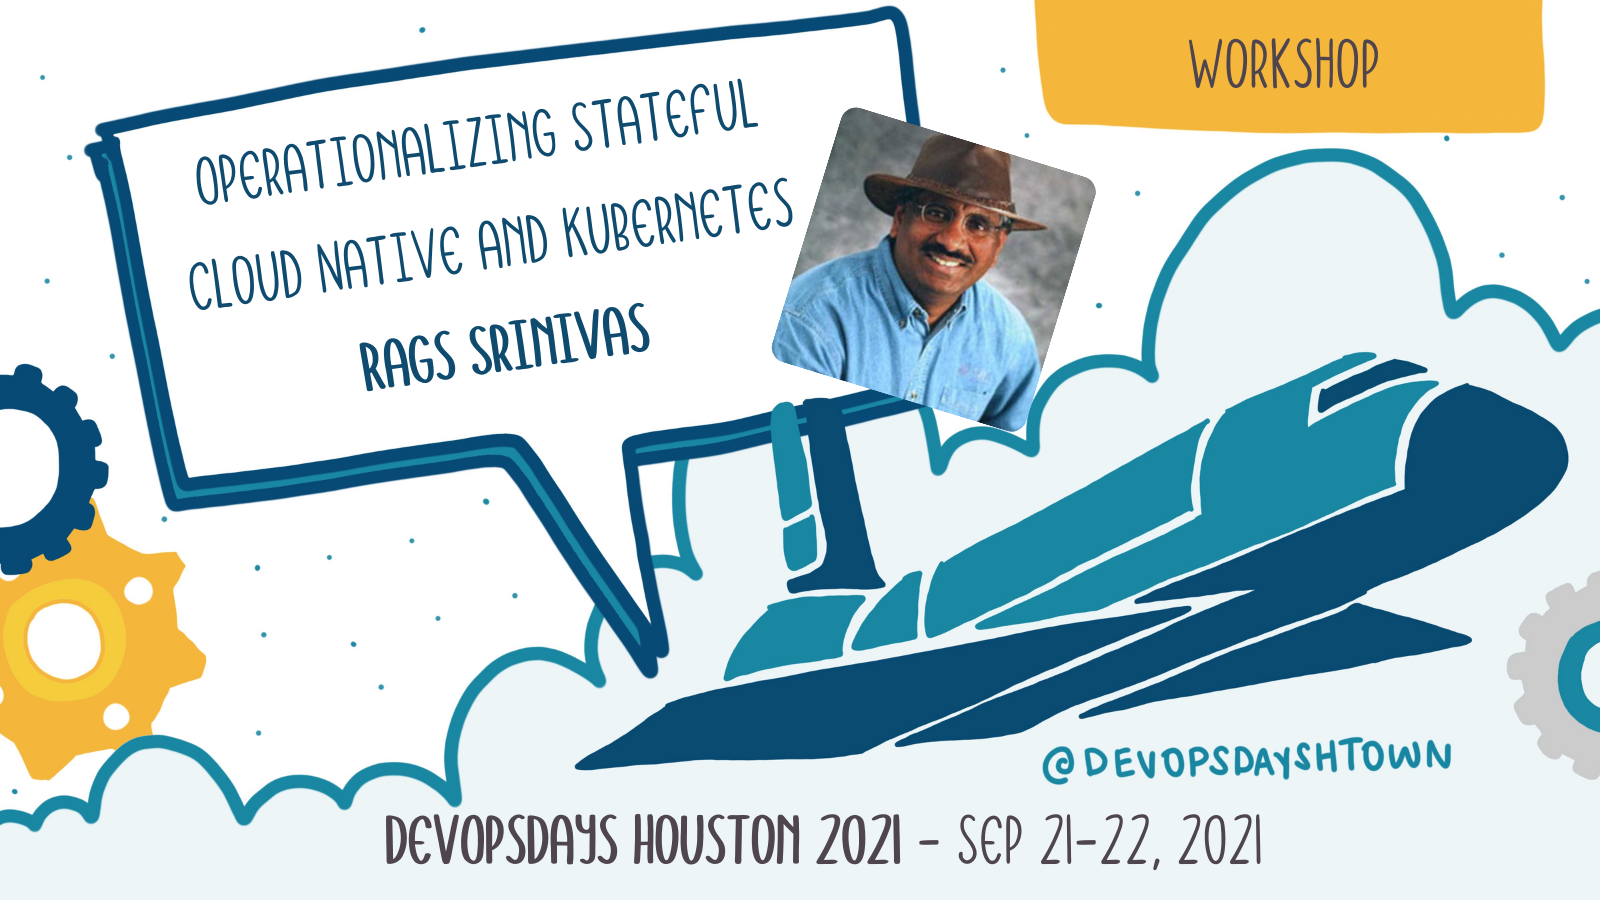 WORKSHOP
OPERATIONALIZING STATEFUL
CLOUD NATIVE AND KUBERNETES
RAGS SRINIVAS
@DEVOPSDAYSHTOWN
DEVOPSDAYS HOUSTON 2021 - SEP 21-22, 2021